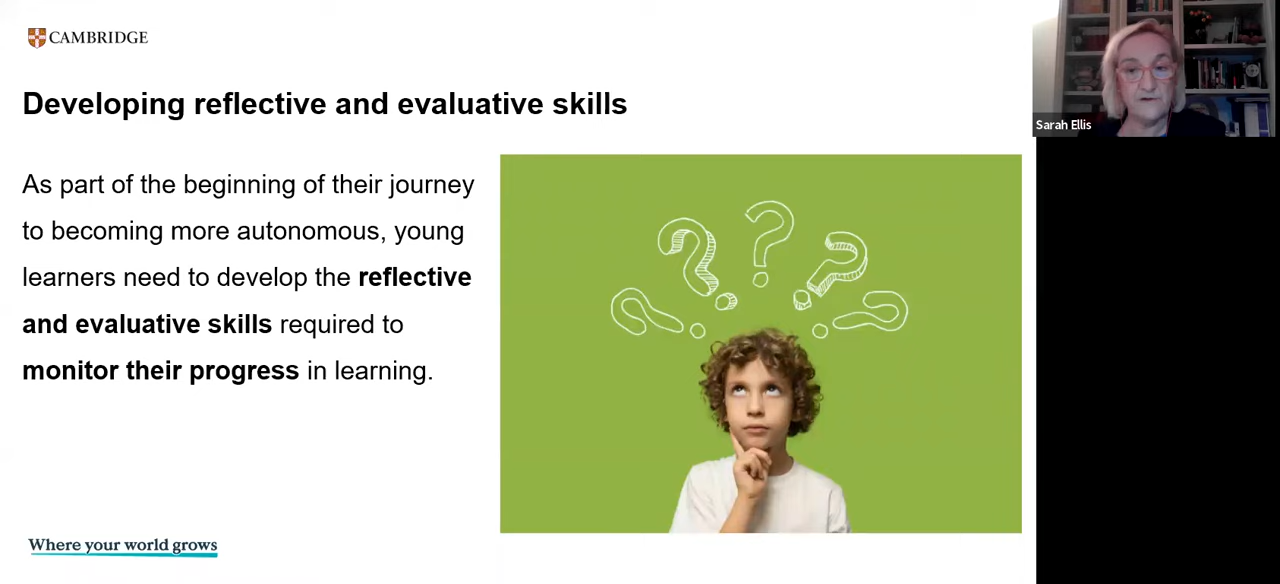 CAMBRIDGE
Developing reflective and evaluative skills
As part of the beginning of their journey
to becoming more autonomous, young
learners need to develop the reflective
and evaluative skills required to
monitor their progress in learning.
? ? ? ? ?
Where your world grows
Sarah Ellis